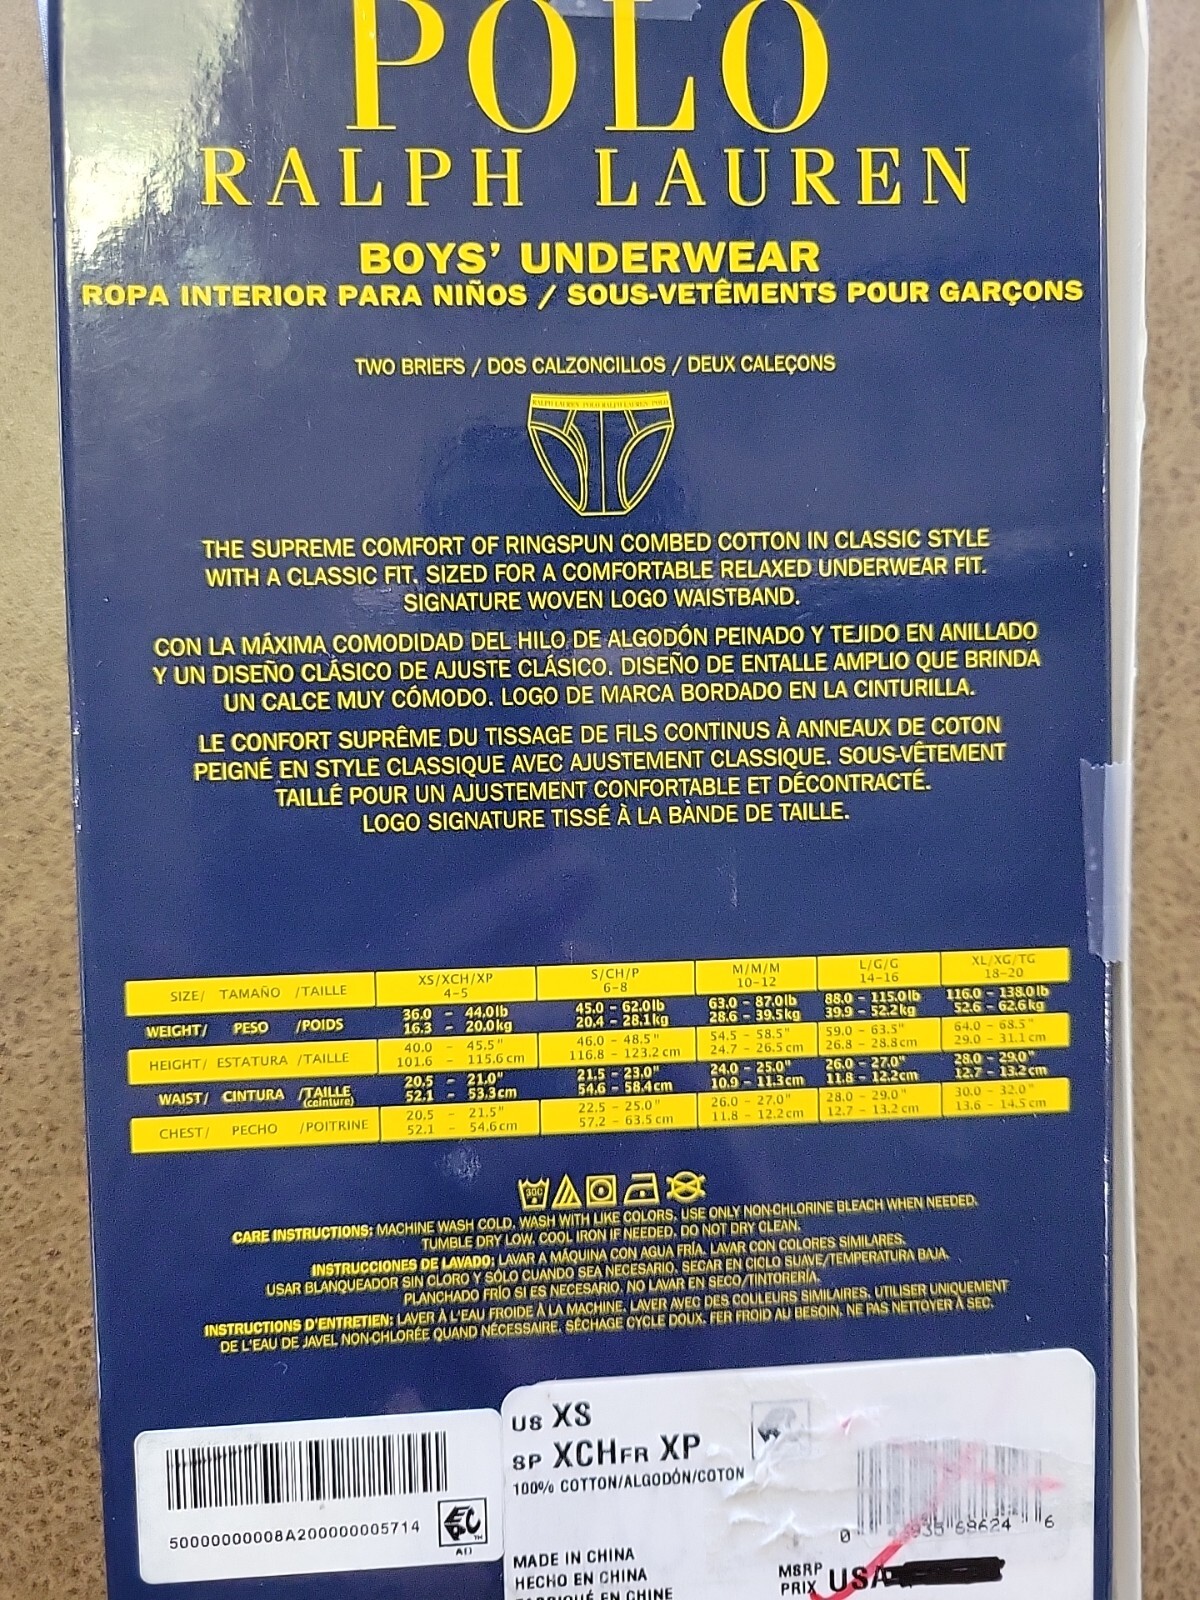 POLO
RALPH LAUREN
BOYS' UNDERWEAR
ROPA INTERIOR PARA NIÑOS / SOUS-VETÊMENTS POUR GARÇONS
TWO BRIEFS / DOS CALZONCILLOS / DEUX CALEÇONS
THE SUPREME COMFORT OF RINGSPUN COMBED COTTON IN CLASSIC STYLE
WITH A CLASSIC FIT. SIZED FOR A COMFORTABLE RELAXED UNDERWEAR FIT.
SIGNATURE WOVEN LOGO WAISTBAND.
CON LA MÁXIMA COMODIDAD DEL HILO DE ALGODÓN PEINADO Y TEJIDO EN ANILLADO
Y UN DISEÑO CLÁSICO DE AJUSTE CLÁSICO. DISEÑO DE ENTALLE AMPLIO QUE BRINDA
UN CALCE MUY CÓMODO. LOGO DE MARCA BORDADO EN LA CINTURILLA.
LE CONFORT SUPRÊME DU TISSAGE DE FILS CONTINUS À ANNEAUX DE COTON
PEIGNÉ EN STYLE CLASSIQUE AVEC AJUSTEMENT CLASSIQUE. SOUS-VÊTEMENT
TAILLÉ POUR UN AJUSTEMENT CONFORTABLE ET DÉCONTRACTÉ.
LOGO SIGNATURE TISSÉ À LA BANDE DE TAILLE.
SIZE/ TAMAÑO /TAILLE XS/XCH/XP S/CH/P M/M/M L/G/G XL/XG/TG
4-5 6-8 10-12 14-16 18-20
WEIGHT/ PESO /POIDS 36.0 - 44.0lb 45.0 - 62.0lb 63.0 - 87.0lb 88.0 - 115.0lb 116.0 - 138.0lb
16.3 - 20.0kg 20.4 - 28.1kg 28.6 - 39.5kg 39.9 - 52.2kg 52.6 - 62.6kg
HEIGHT/ ESTATURA /TAILLE 40.0 - 45.5" 46.0 - 48.5" 54.5 - 58.5" 59.0 - 63.5" 64.0 - 68.5"
101.6 - 115.6cm 116.8 - 123.2cm 24.7 - 26.5cm 26.8 - 28.8cm 29.0 - 31.1cm
WAIST/ CINTURA /TAILLE 20.5 - 21.0" 21.5 - 23.0" 24.0 - 25.0" 26.0 - 27.0" 28.0 - 29.0"
(ceinture) 52.1 - 53.3cm 54.6 - 58.4cm 10.9 - 11.3cm 11.8 - 12.2cm 12.7 - 13.2cm
CHEST/ PECHO /POITRINE 20.5 - 21.5" 22.5 - 25.0" 26.0 - 27.0" 28.0 - 29.0" 30.0 - 32.0"
52.1 - 54.6cm 57.2 - 63.5cm 11.8 - 12.2cm 12.7 - 13.2cm 13.6 - 14.5cm
30C
CARE INSTRUCTIONS: MACHINE WASH COLD. WASH WITH LIKE COLORS. USE ONLY NON-CHLORINE BLEACH WHEN NEEDED.
TUMBLE DRY LOW. COOL IRON IF NEEDED. DO NOT DRY CLEAN.
INSTRUCCIONES DE LAVADO: LAVAR A MÁQUINA CON AGUA FRÍA. LAVAR CON COLORES SIMILARES.
USAR BLANQUEADOR SIN CLORO Y SÓLO CUANDO SEA NECESARIO. SECAR EN CICLO SUAVE/TEMPERATURA BAJA.
PLANCHADO FRÍO SI ES NECESARIO. NO LAVAR EN SECO/TINTORERÍA.
INSTRUCTIONS D'ENTRETIEN: LAVER À L'EAU FROIDE À LA MACHINE. LAVER AVEC DES COULEURS SIMILAIRES. UTILISER UNIQUEMENT
DE L'EAU DE JAVEL NON-CHLORÉE QUAND NÉCESSAIRE. SÉCHAGE CYCLE DOUX. FER FROID AU BESOIN. NE PAS NETTOYER À SEC.
50000000008A200000005714
EPC
US XS
SP XCH FR XP
100% COTTON/ALGODÓN/COTON
MADE IN CHINA
HECHO EN CHINA
FABRIQUÉ EN CHINE
0 68624 6
MSRP
PRIX USA